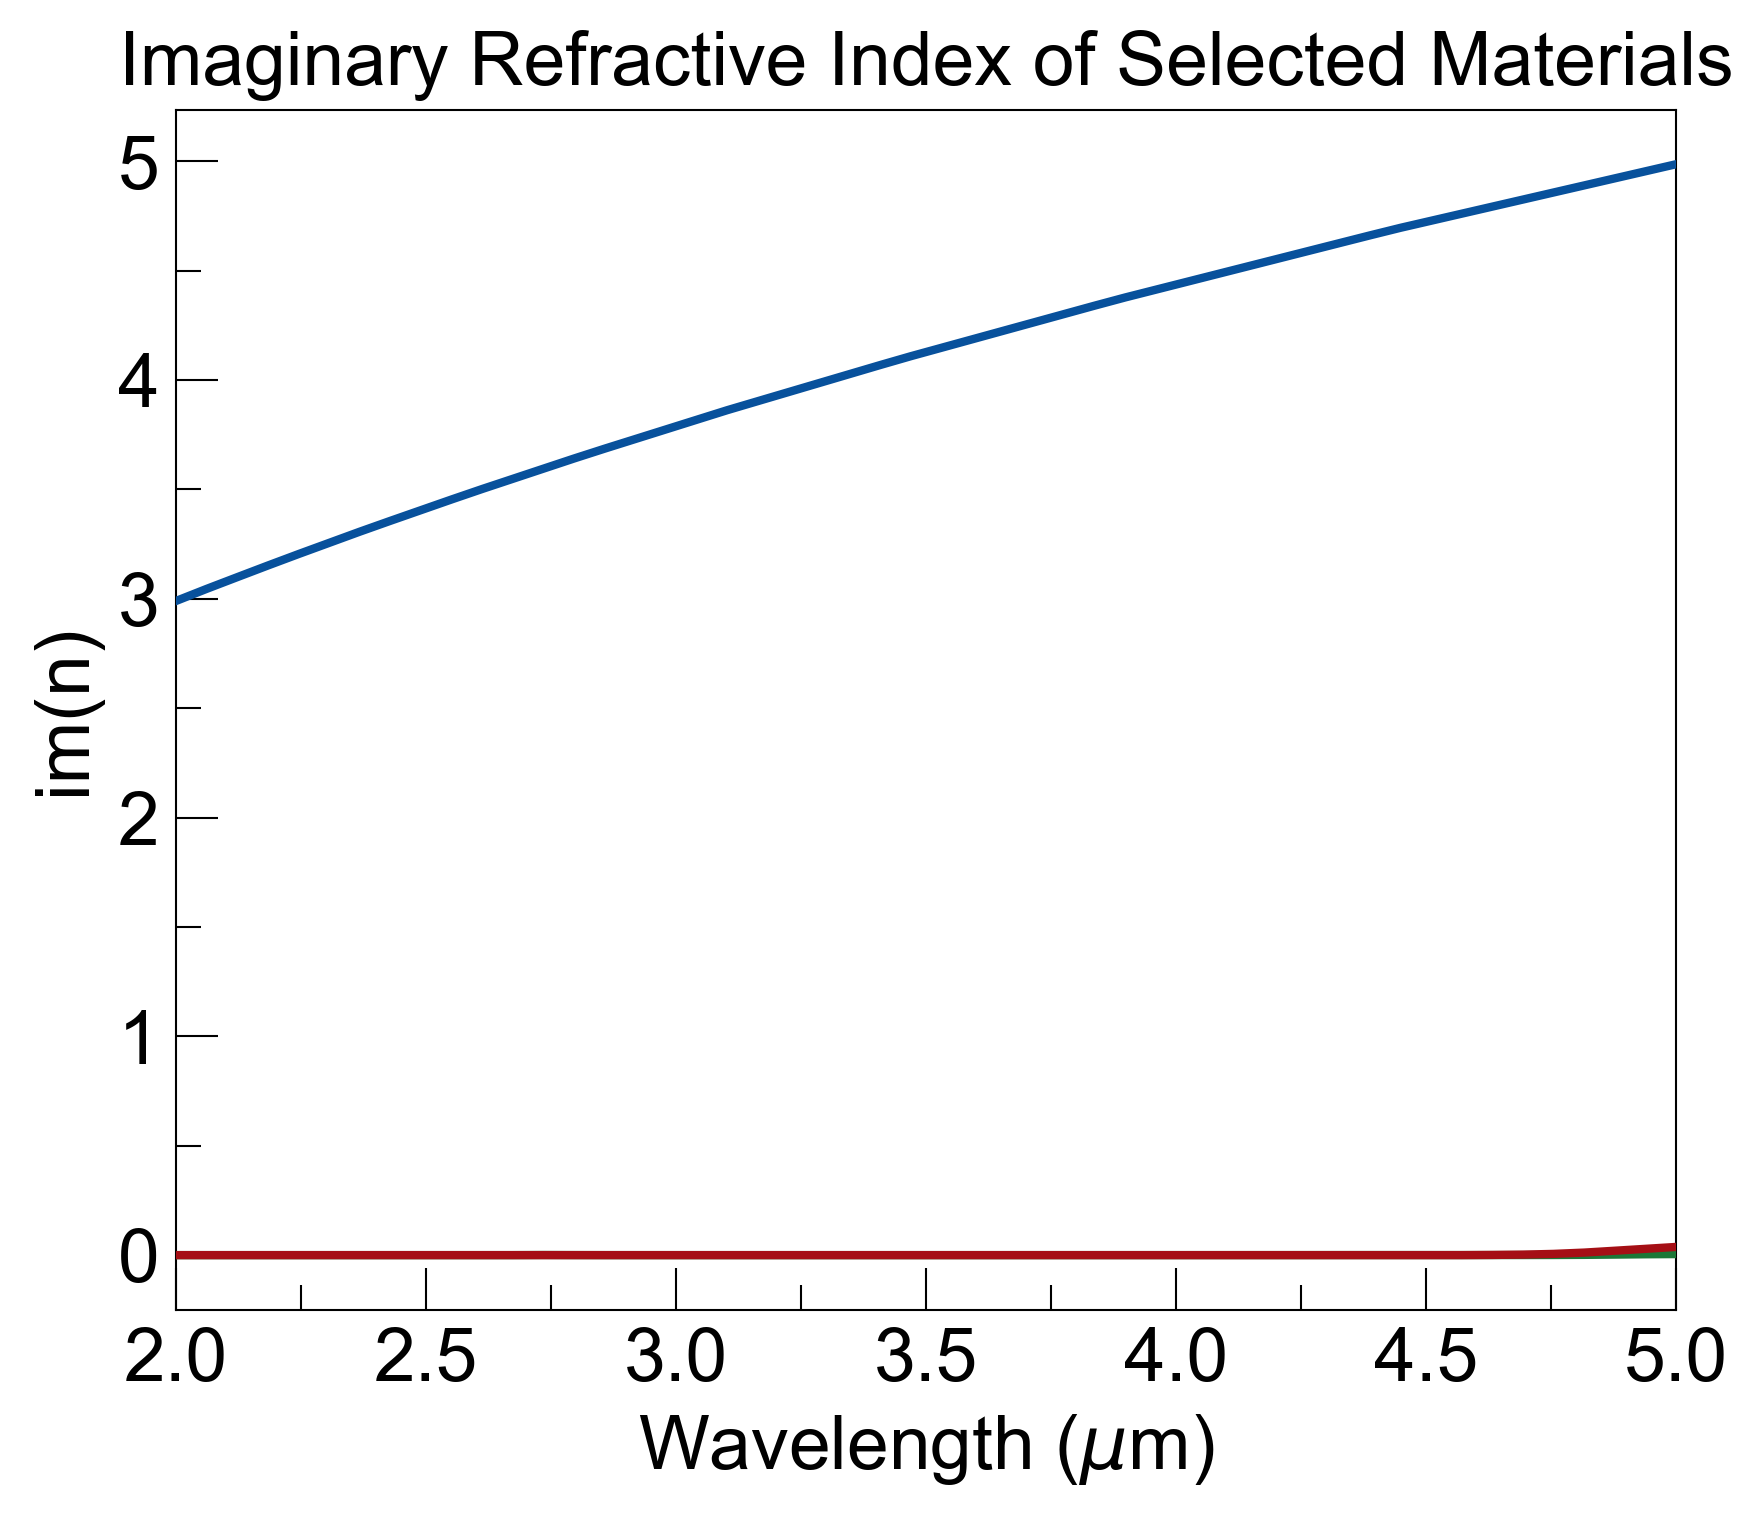 Imaginary Refractive Index of Selected Materials
im(n)
5
4
3
2
1
0
2.0 2.5 3.0 3.5 4.0 4.5 5.0
Wavelength (μm)